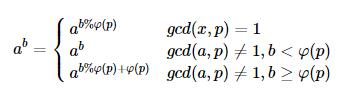 a^b = { a^{b%φ(p)} gcd(x, p) = 1
a^b gcd(a, p) ≠ 1, b < φ(p)
a^{b%φ(p)+φ(p)} gcd(a, p) ≠ 1, b ≥ φ(p)